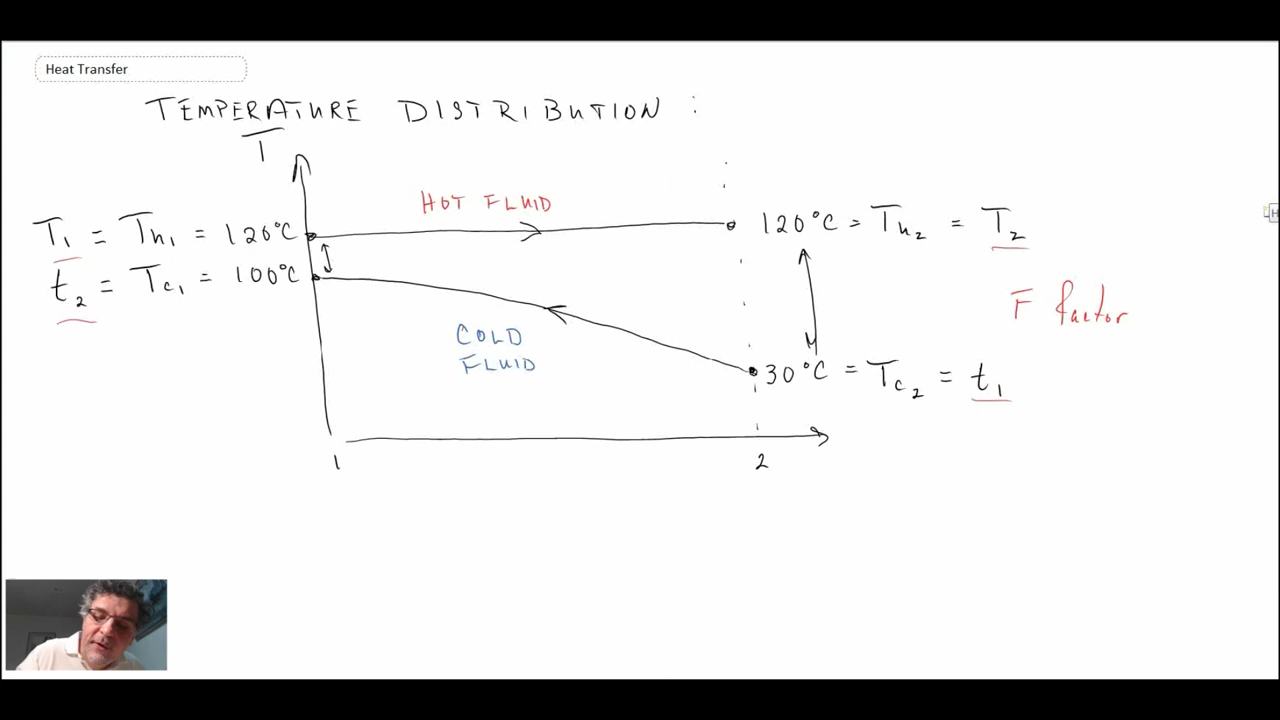 Heat Transfer
TEMPERATURE DISTRIBUTION :
T
HOT FLUID
T₁ = Th₁ = 120°C
120°C = Th₂ = T₂
t₂ = Tc₁ = 100°C
F factor
COLD
FLUID
30°C = Tc₂ = t₁
1
2